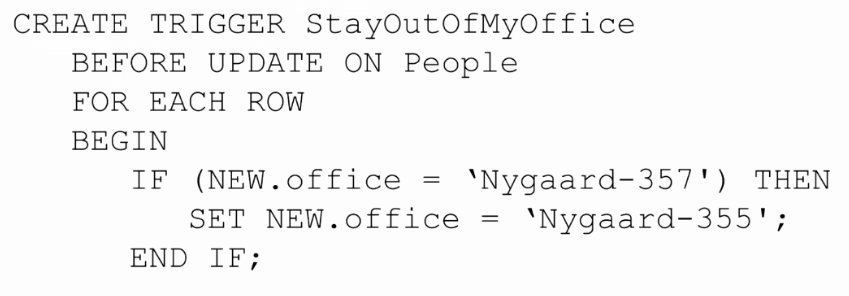 CREATE TRIGGER StayOutOfMyOffice
BEFORE UPDATE ON People
FOR EACH ROW
BEGIN
IF (NEW.office = ‛Nygaard-357') THEN
SET NEW.office = ‛Nygaard-355';
END IF;